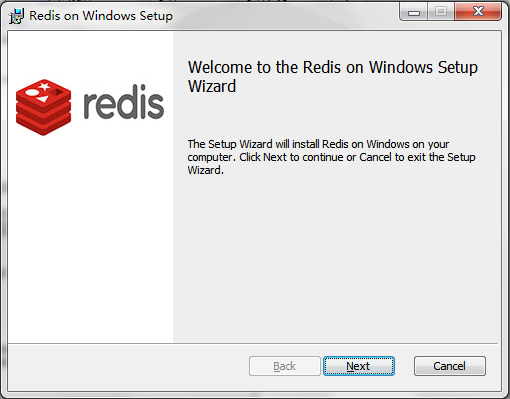 Redis on Windows Setup
redis
Welcome to the Redis on Windows Setup
Wizard
The Setup Wizard will install Redis on Windows on your
computer. Click Next to continue or Cancel to exit the Setup
Wizard.
Back
Next
Cancel